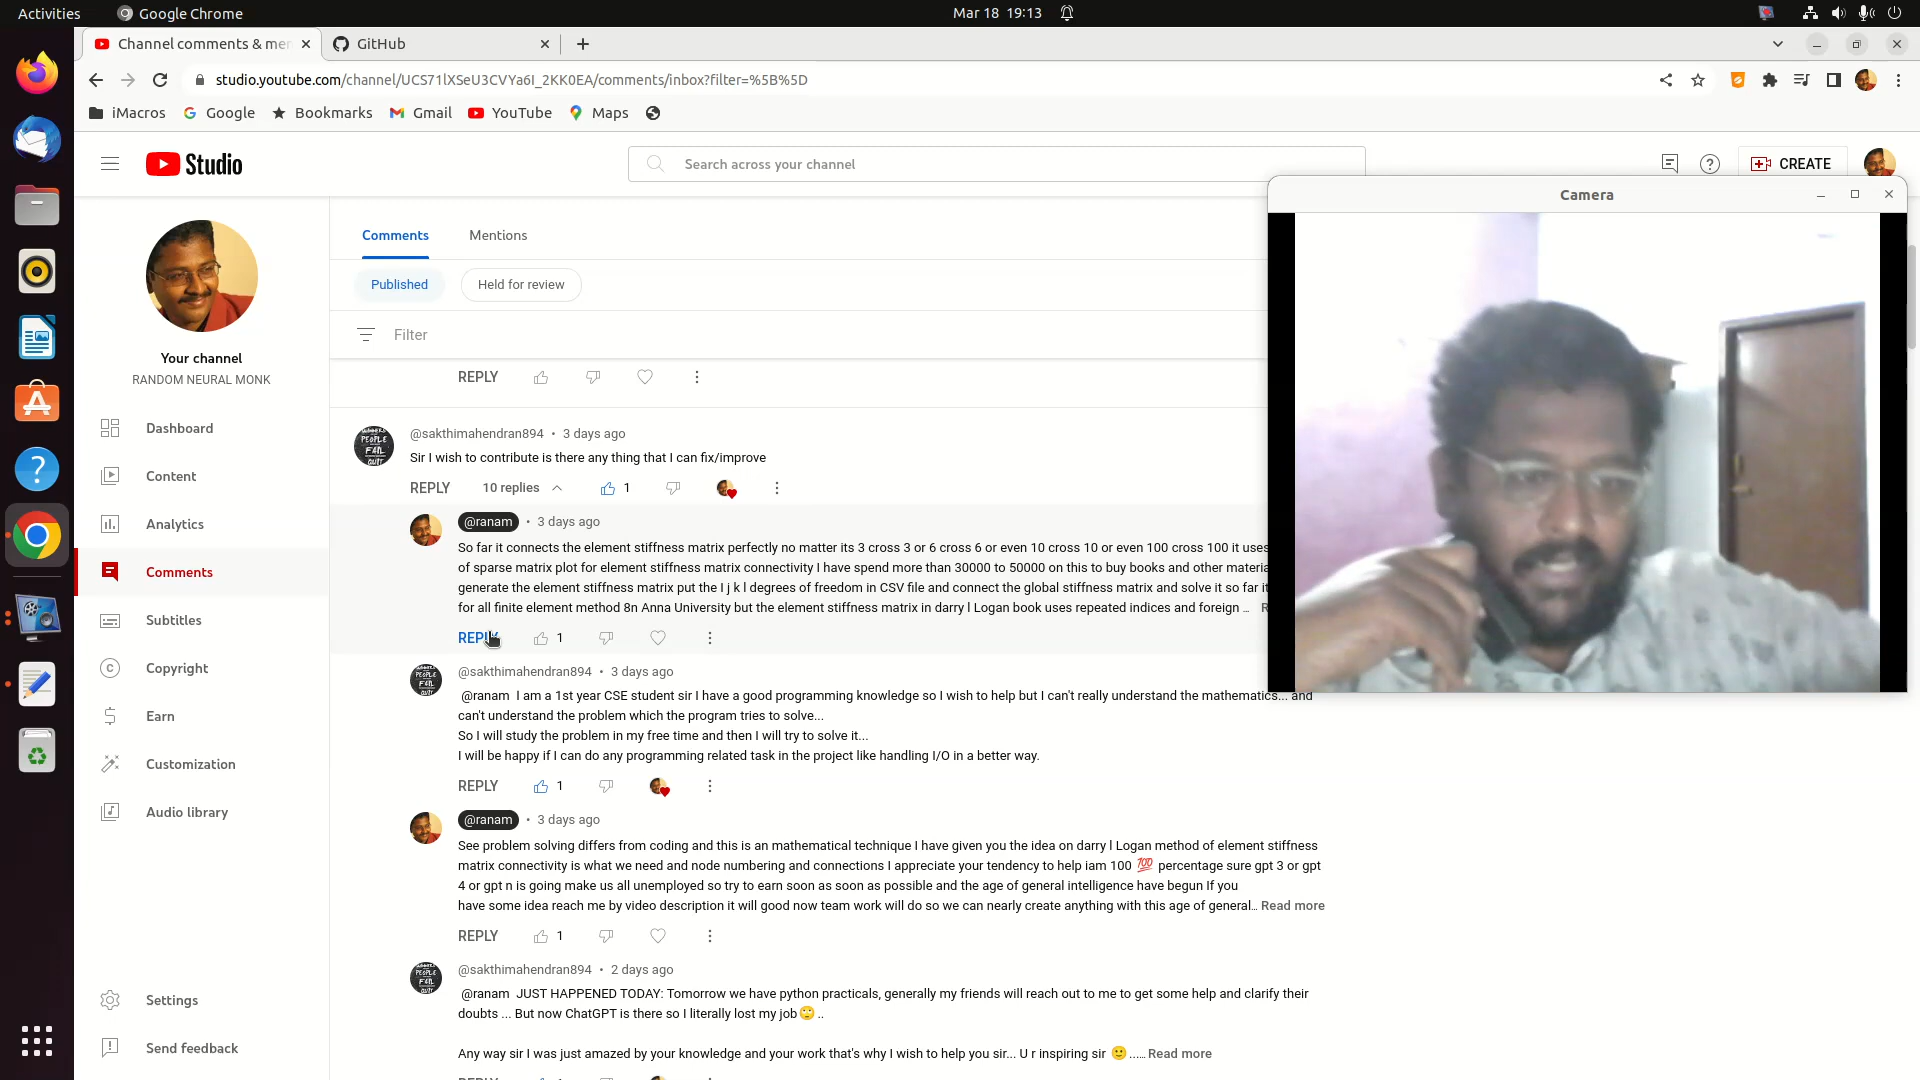 Activities
Google Chrome
Mar 18 19:13
Channel comments & mer
GitHub
studio.youtube.com/channel/UCS71lXSeU3CVYa6I_2KK0EA/comments/inbox?filter=%5B%5D
iMacros
Google
Bookmarks
Gmail
YouTube
Maps
Studio
Search across your channel
CREATE
Camera
Your channel
RANDOM NEURAL MONK
Dashboard
Content
Analytics
Comments
Subtitles
Copyright
Earn
Customization
Audio library
Settings
Send feedback
Comments
Mentions
Published
Held for review
Filter
REPLY
@sakthimahendran894 • 3 days ago
Sir I wish to contribute is there any thing that I can fix/improve
REPLY 10 replies 1
@ranam • 3 days ago
So far it connects the element stiffness matrix perfectly no matter its 3 cross 3 or 6 cross 6 or even 10 cross 10 or even 100 cross 100 it uses
of sparse matrix plot for element stiffness matrix connectivity I have spend more than 30000 to 50000 on this to buy books and other materia
generate the element stiffness matrix put the I j k l degrees of freedom in CSV file and connect the global stiffness matrix and solve it so far it
for all finite element method 8n Anna University but the element stiffness matrix in darry l Logan book uses repeated indices and foreign ... R
REPLY 1
@sakthimahendran894 • 3 days ago
@ranam I am a 1st year CSE student sir I have a good programming knowledge so I wish to help but I can't really understand the mathematics... and
can't understand the problem which the program tries to solve...
So I will study the problem in my free time and then I will try to solve it...
I will be happy if I can do any programming related task in the project like handling I/O in a better way.
REPLY 1
@ranam • 3 days ago
See problem solving differs from coding and this is an mathematical technique I have given you the idea on darry l Logan method of element stiffness
matrix connectivity is what we need and node numbering and connections I appreciate your tendency to help iam 100 💯 percentage sure gpt 3 or gpt
4 or gpt n is going make us all unemployed so try to earn soon as soon as possible and the age of general intelligence have begun If you
have some idea reach me by video description it will good now team work will do so we can nearly create anything with this age of general... Read more
REPLY 1
@sakthimahendran894 • 2 days ago
@ranam JUST HAPPENED TODAY: Tomorrow we have python practicals, generally my friends will reach out to me to get some help and clarify their
doubts ... But now ChatGPT is there so I literally lost my job🙄 ..
Any way sir I was just amazed by your knowledge and your work that's why I wish to help you sir... U r inspiring sir 🙂 ..... Read more